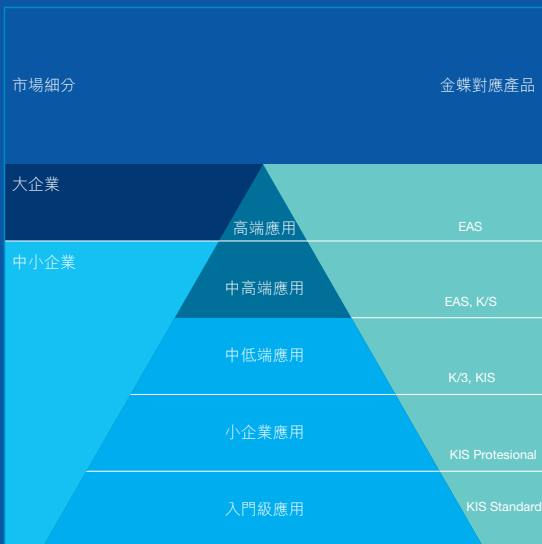 市場細分 金蝶對應產品
大企業
高端應用 EAS
中小企業
中高端應用 EAS, K/S
中低端應用 K/3, KIS
小企業應用 KIS Protesional
入門級應用 KIS Standard